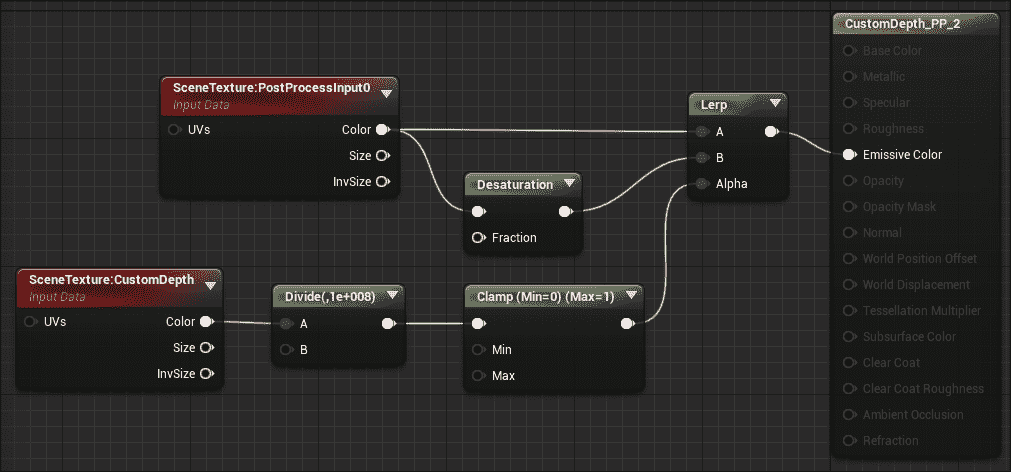 CustomDepth_PP_2
Base Color
Metallic
Specular
Roughness
Emissive Color
Opacity
Opacity Mask
Normal
World Position Offset
World Displacement
Tessellation Multiplier
Subsurface Color
Clear Coat
Clear Coat Roughness
Ambient Occlusion
Refraction
SceneTexture:PostProcessInput0
Input Data
UVs Color
Size
InvSize
Lerp
A
B
Alpha
Desaturation
Fraction
SceneTexture:CustomDepth
Input Data
UVs Color
Size
InvSize
Divide(,1e+008)
A
B
Clamp (Min=0) (Max=1)
Min
Max